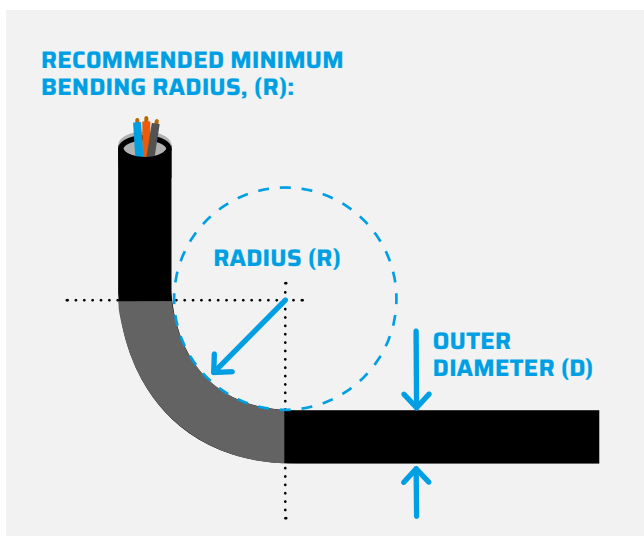 RECOMMENDED MINIMUM
BENDING RADIUS, (R):
RADIUS (R)
OUTER
DIAMETER (D)